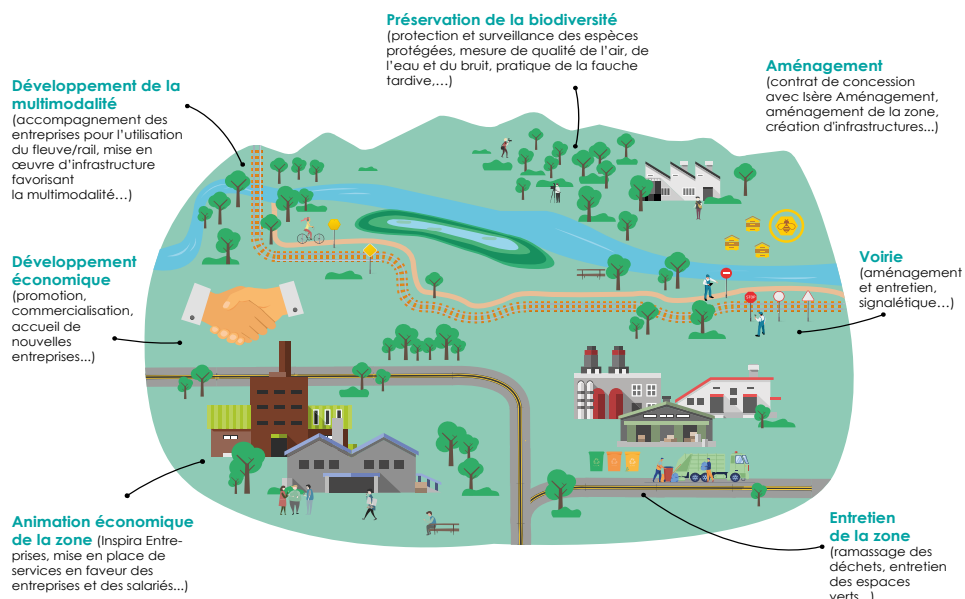 Préservation de la biodiversité
(protection et surveillance des espèces
protégées, mesure de qualité de l'air, de
l'eau et du bruit, pratique de la fauche
tardive,…)
Aménagement
(contrat de concession
avec Isère Aménagement,
aménagement de la zone,
création d'infrastructures...)
Développement de la
multimodalité
(accompagnement des
entreprises pour l'utilisation
du fleuve/rail, mise en
œuvre d'infrastructure
favorisant
la multimodalité…)
Développement
économique
(promotion,
commercialisation,
accueil de
nouvelles
entreprises...)
Voirie
(aménagement
et entretien,
signalétique…)
STOP
Animation économique
de la zone (Inspira Entre-
prises, mise en place de
services en faveur des
entreprises et des salariés...)
Entretien
de la zone
(ramassage des
déchets, entretien
des espaces
verts...)